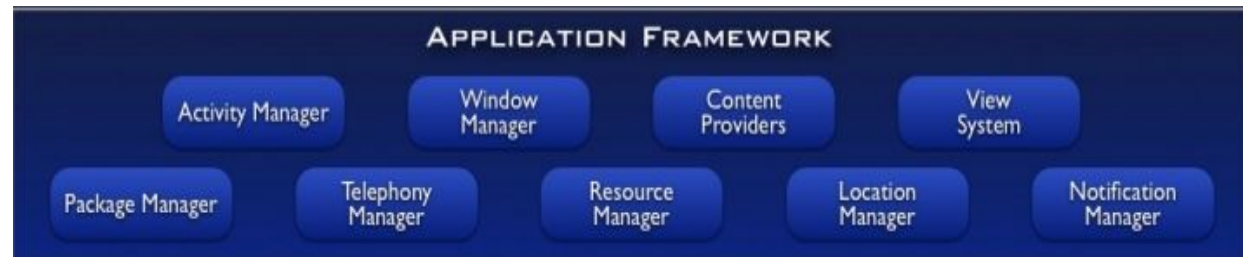 APPLICATION FRAMEWORK
Activity Manager
Window
Manager
Content
Providers
View
System
Package Manager
Telephony
Manager
Resource
Manager
Location
Manager
Notification
Manager